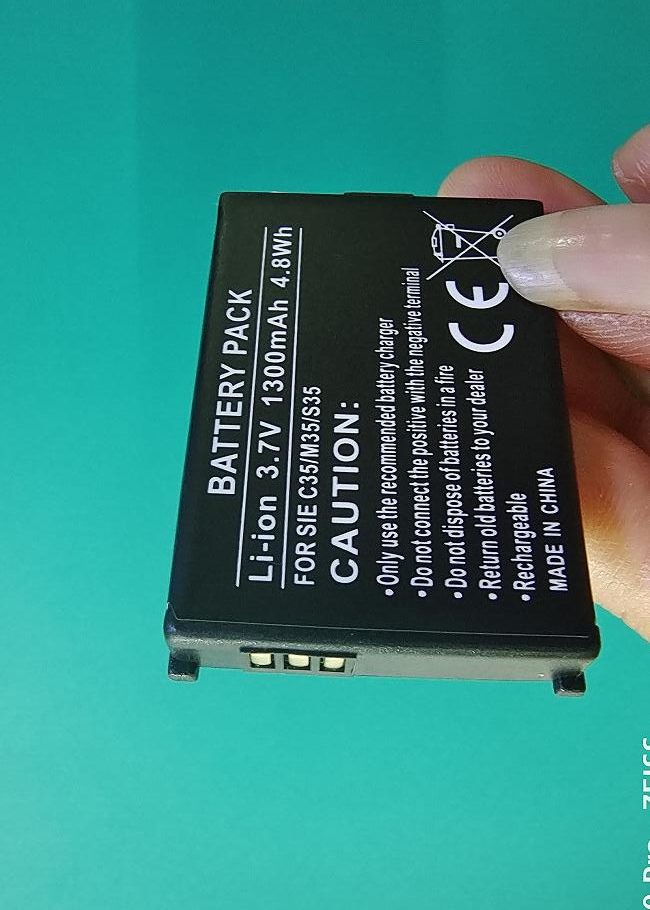 BATTERY PACK
Li-ion 3.7V 1300mAh 4.8Wh
FOR SIE C35/M35/S35
CAUTION:
•Only use the recommended battery charger
•Do not connect the positive with the negative terminal
•Do not dispose of batteries in a fire
•Return old batteries to your dealer
•Rechargeable
MADE IN CHINA
CE
Pro ZEISS